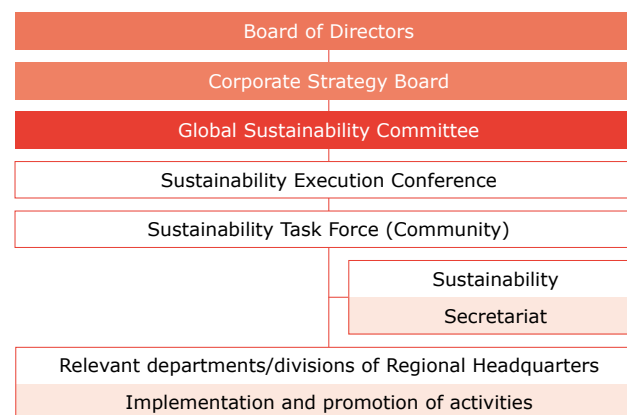 Board of Directors
Corporate Strategy Board
Global Sustainability Committee
Sustainability Execution Conference
Sustainability Task Force (Community)
Sustainability
Secretariat
Relevant departments/divisions of Regional Headquarters
Implementation and promotion of activities